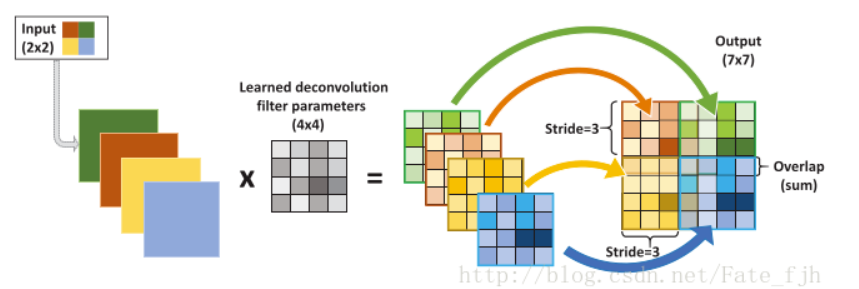 Input
(2x2)
Learned deconvolution
filter parameters
(4x4)
x
=
Output
(7x7)
Stride=3
Overlap
(sum)
Stride=3
http://blog.csdn.net/Fate_fjh